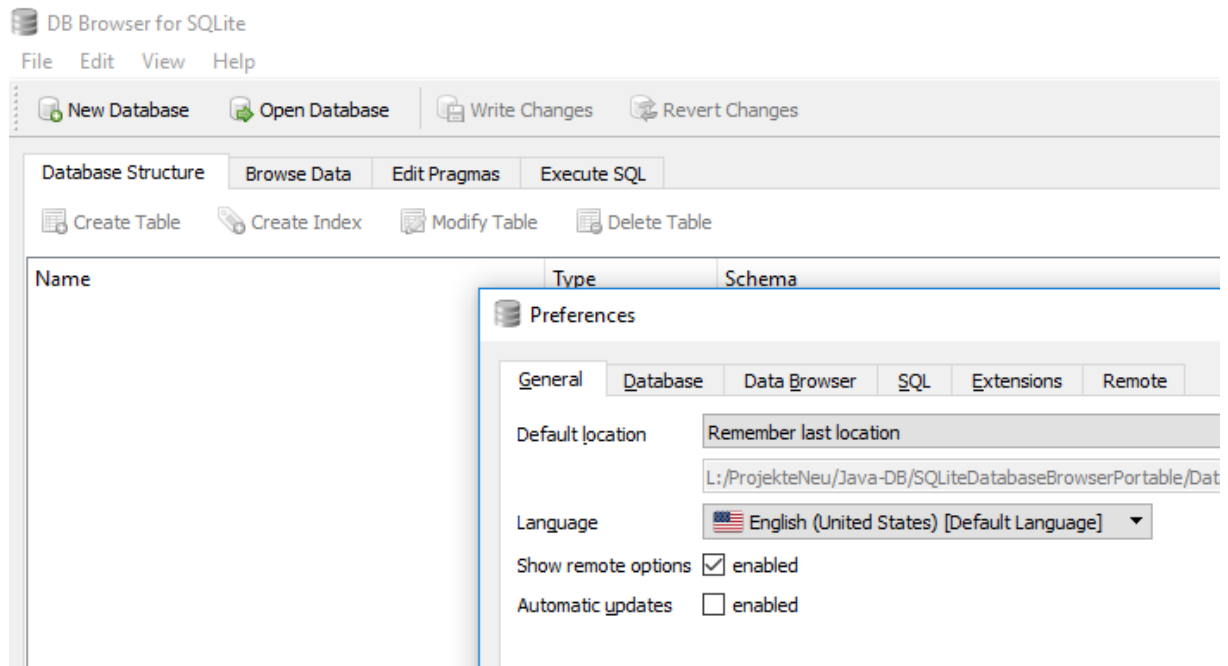 DB Browser for SQLite
File Edit View Help
New Database Open Database Write Changes Revert Changes
Database Structure Browse Data Edit Pragmas Execute SQL
Create Table Create Index Modify Table Delete Table
Name Type Schema
Preferences
General Database Data Browser SQL Extensions Remote
Default location Remember last location
L:/ProjekteNeu/Java-DB/SQLiteDatabaseBrowserPortable/Dat
Language English (United States) [Default Language]
Show remote options enabled
Automatic updates enabled